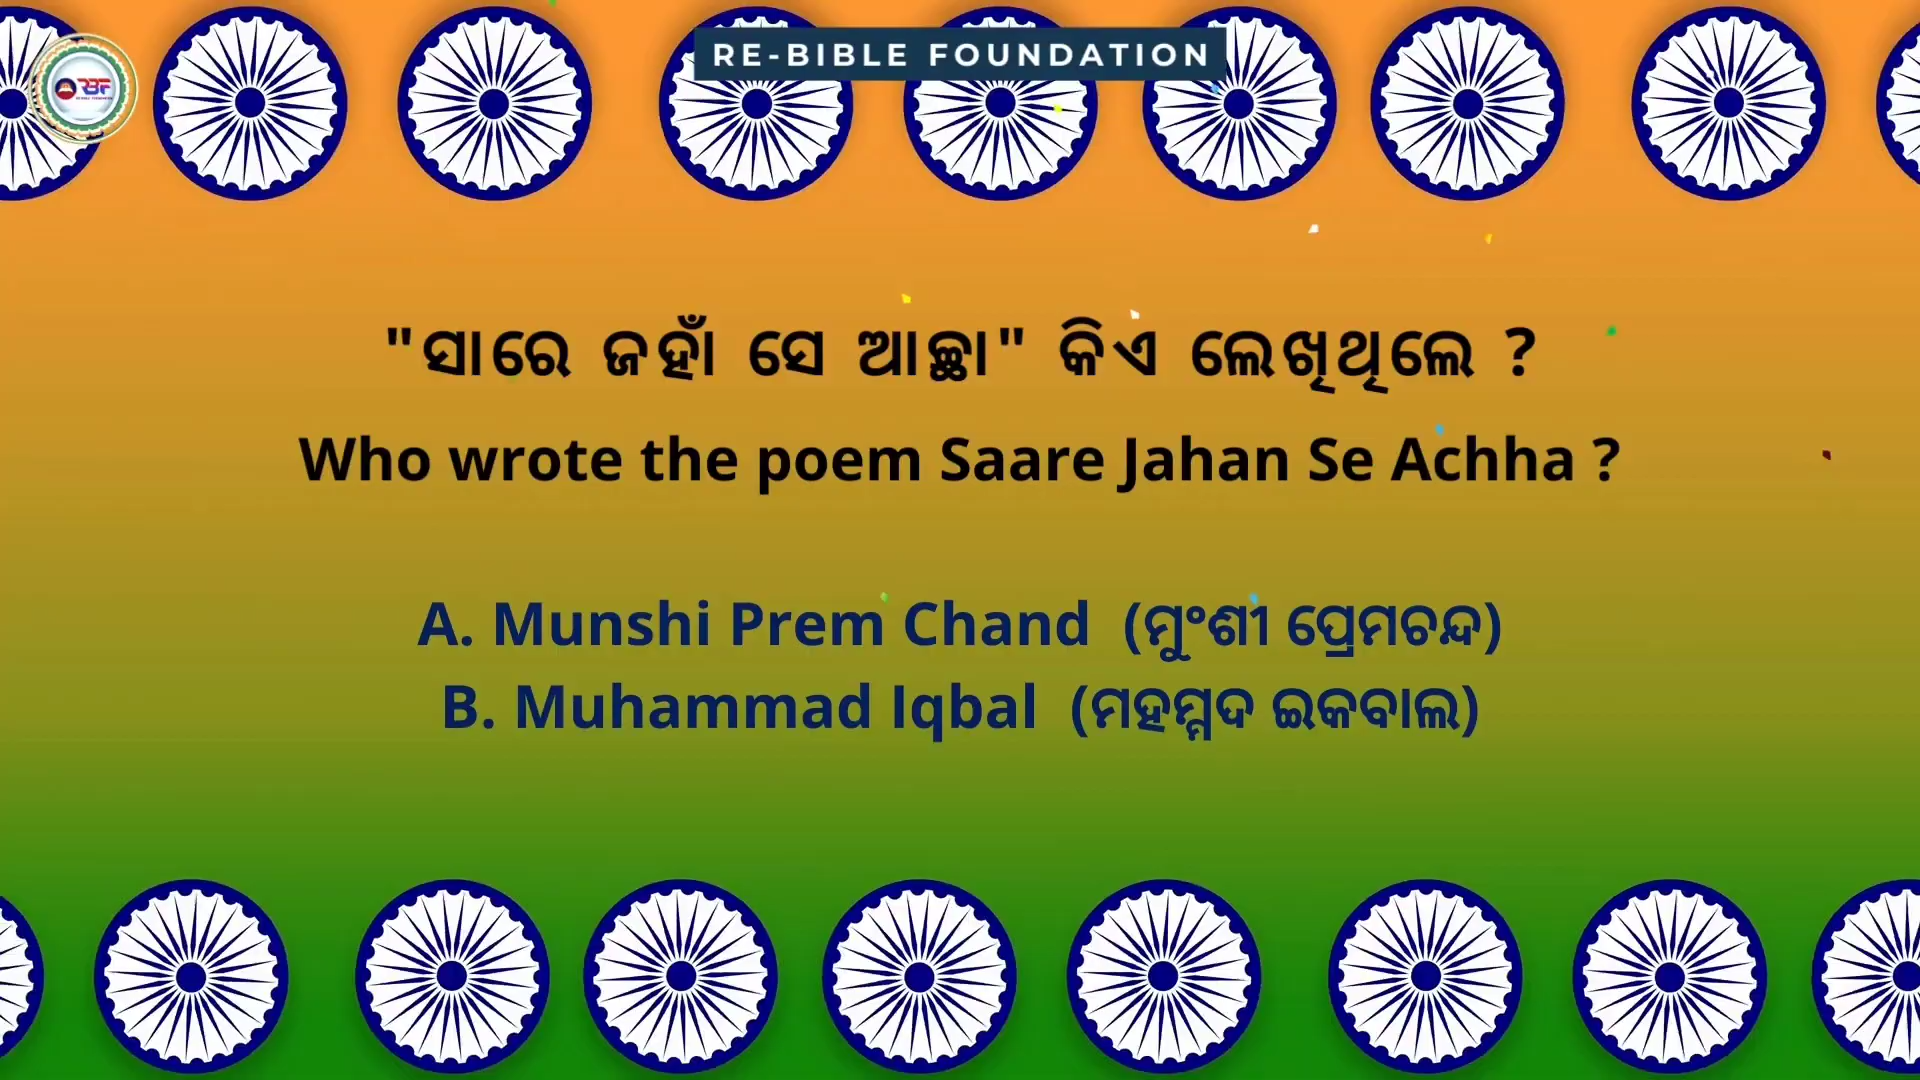 RE-BIBLE FOUNDATION
RBF
"ସାରେ ଜହାଁ ସେ ଆଚ୍ଛା" କିଏ ଲେଖିଥିଲେ ?
Who wrote the poem Saare Jahan Se Achha ?
A. Munshi Prem Chand (ମୁଂଶୀ ପ୍ରେମଚନ୍ଦ)
B. Muhammad Iqbal (ମହମ୍ମଦ ଇକବାଲ)